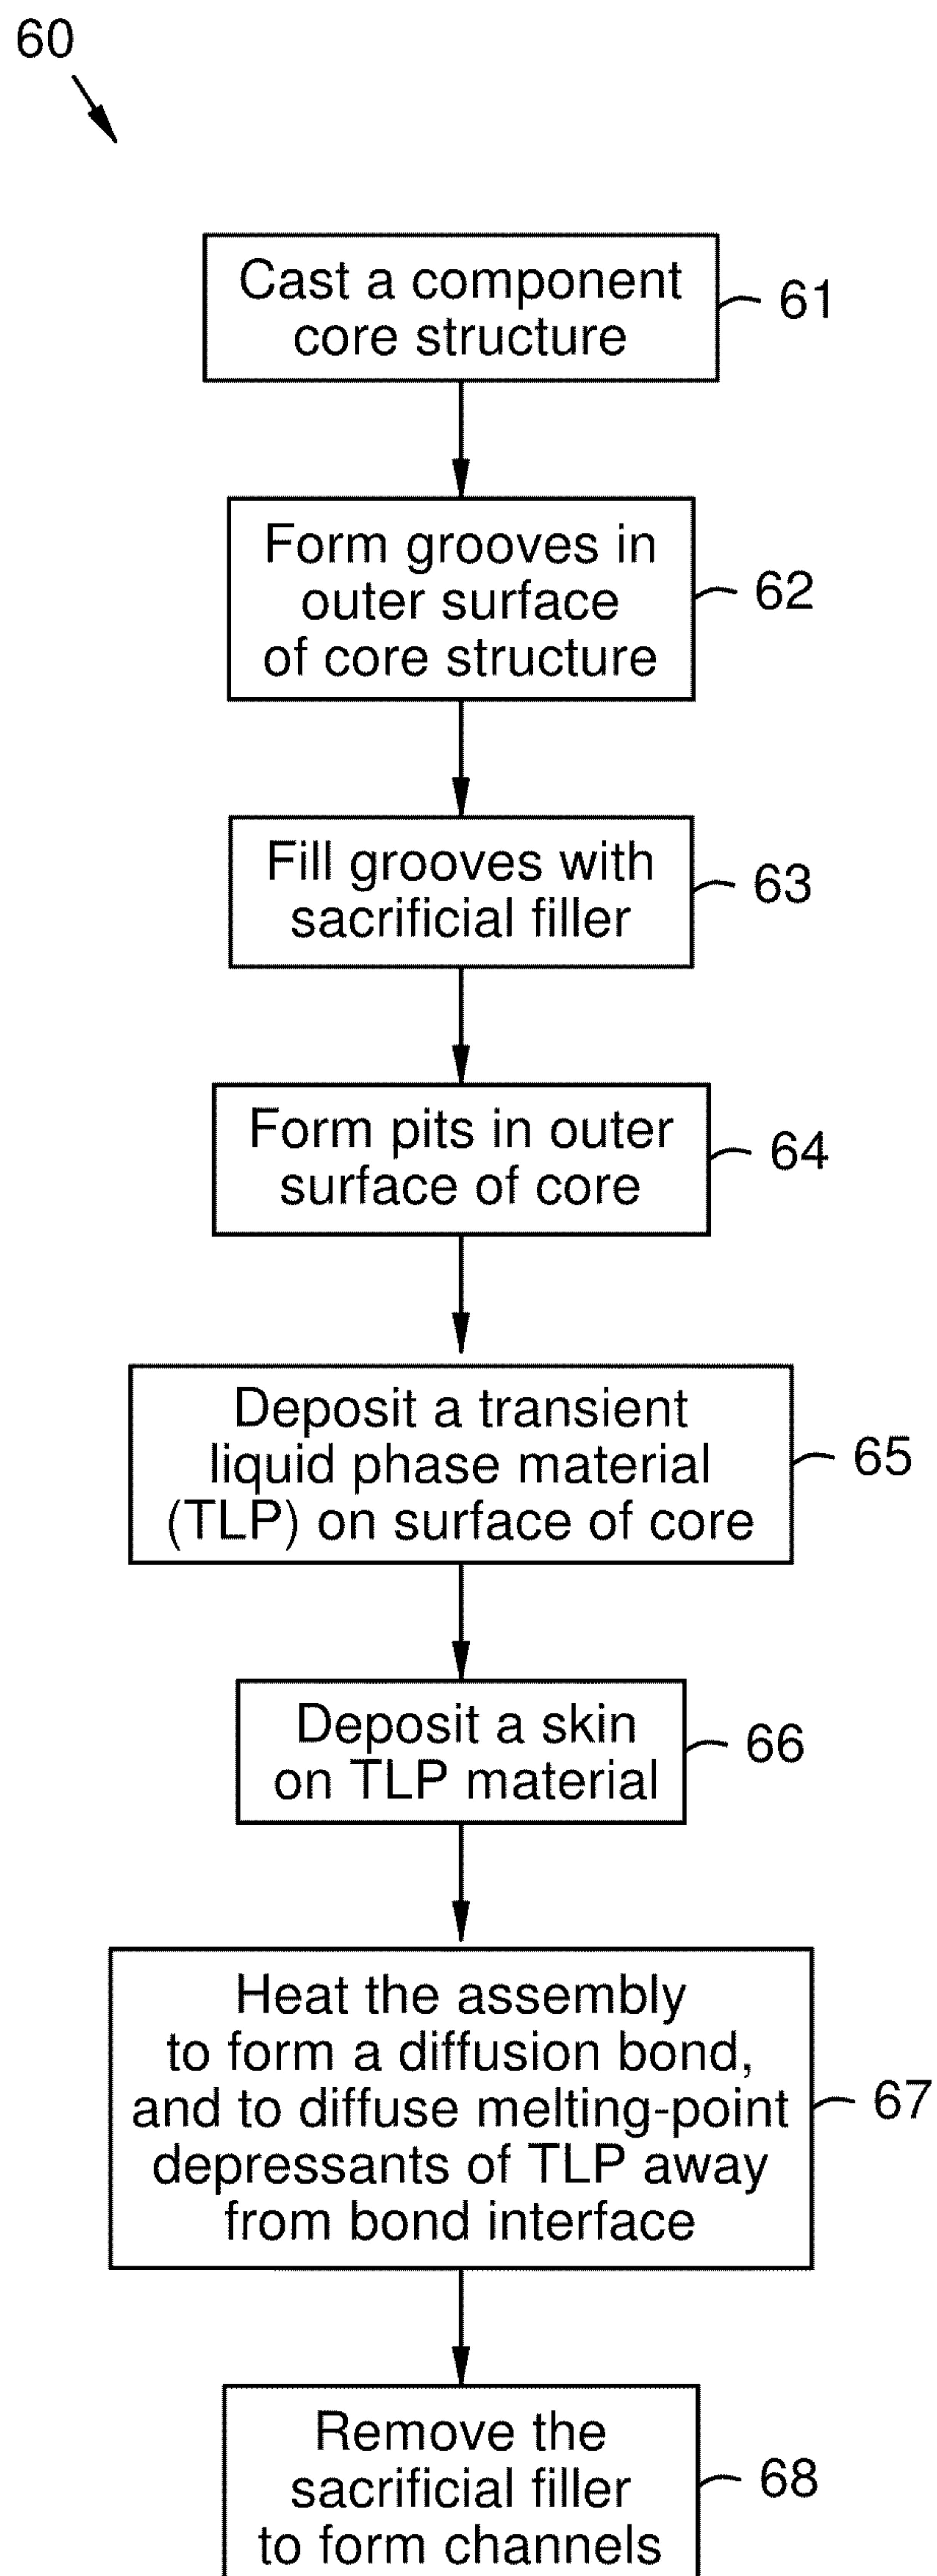 60
Cast a component
core structure
61
Form grooves in
outer surface
of core structure
62
Fill grooves with
sacrificial filler
63
Form pits in outer
surface of core
64
Deposit a transient
liquid phase material
(TLP) on surface of core
65
Deposit a skin
on TLP material
66
Heat the assembly
to form a diffusion bond,
and to diffuse melting-point
depressants of TLP away
from bond interface
67
Remove the
sacrificial filler
to form channels
68